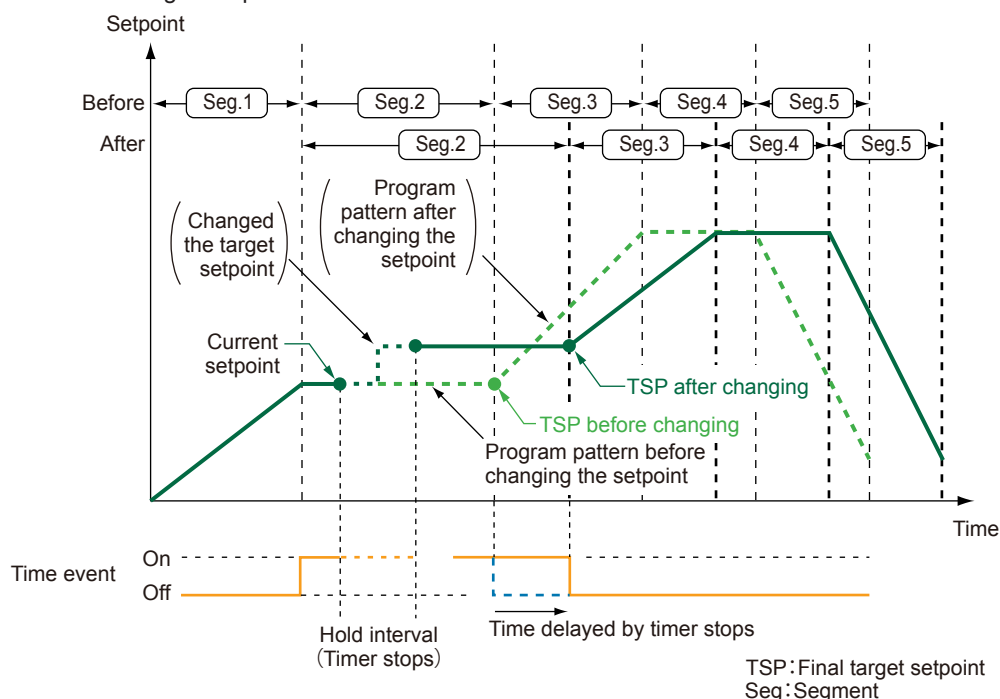 Setpoint
Before Seg.1 Seg.2 Seg.3 Seg.4 Seg.5
After Seg.2 Seg.3 Seg.4 Seg.5
(Changed
the target
setpoint)
(Program
pattern after
changing the
setpoint)
Current
setpoint
TSP after changing
TSP before changing
Program pattern before
changing the setpoint
Time
Time event
On
Off
Hold interval
(Timer stops)
Time delayed by timer stops
TSP:Final target setpoint
Seg:Segment